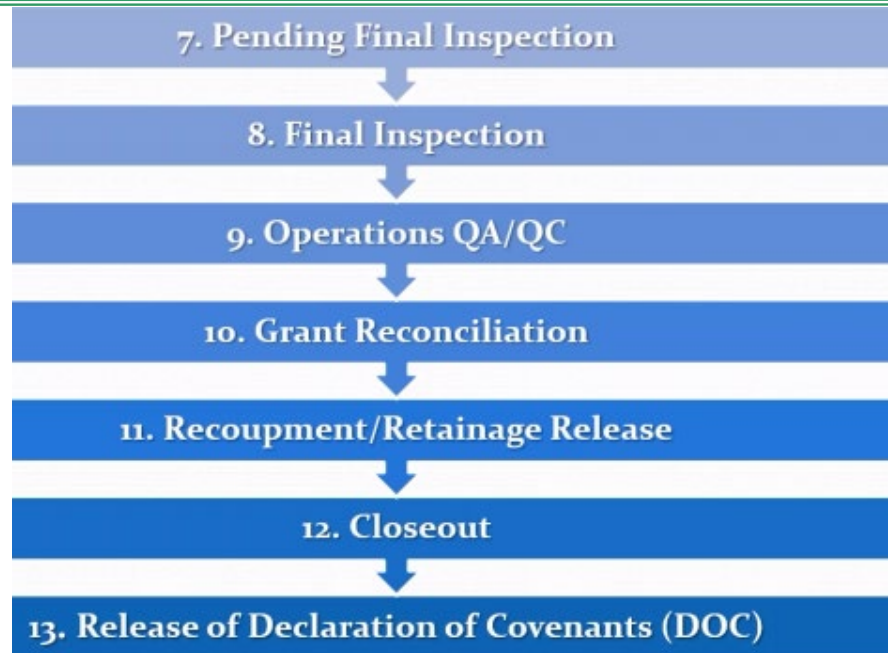 7. Pending Final Inspection
8. Final Inspection
9. Operations QA/QC
10. Grant Reconciliation
11. Recoupment/Retainage Release
12. Closeout
13. Release of Declaration of Covenants (DOC)